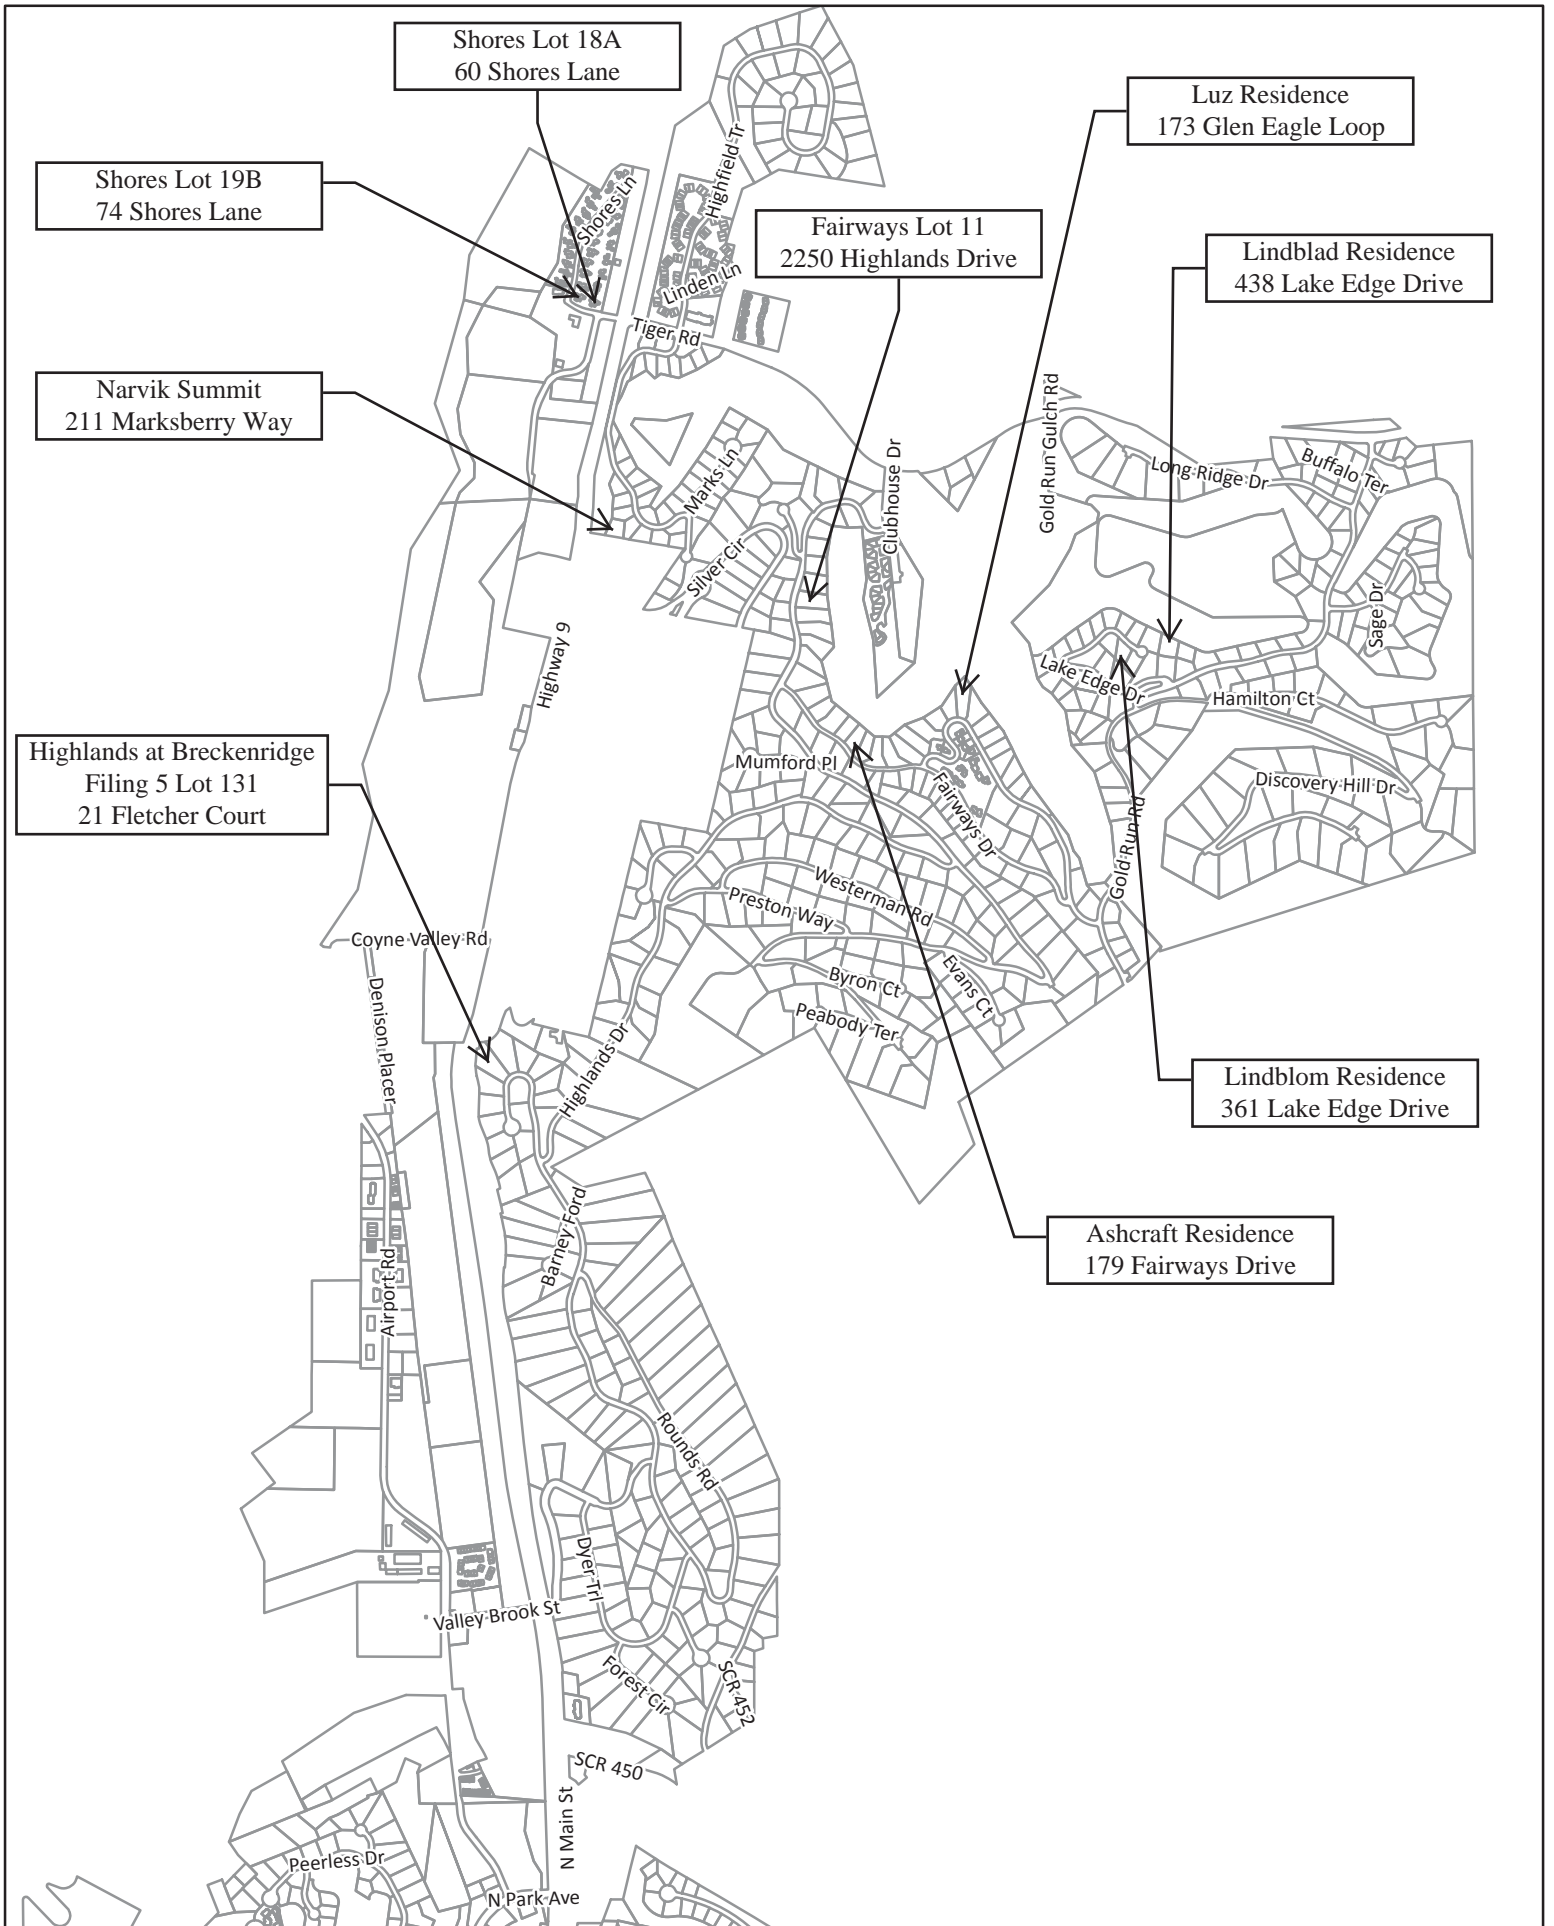 Shores Lot 18A
60 Shores Lane
Luz Residence
173 Glen Eagle Loop
Shores Lot 19B
74 Shores Lane
Fairways Lot 11
2250 Highlands Drive
Lindblad Residence
438 Lake Edge Drive
Narvik Summit
211 Marksberry Way
Highlands at Breckenridge
Filing 5 Lot 131
21 Fletcher Court
Lindblom Residence
361 Lake Edge Drive
Ashcraft Residence
179 Fairways Drive
Highfield Tr
Shores Ln
Linden Ln
Tiger Rd
Marks Ln
Silver Cir
Clubhouse Dr
Gold Run Gulch Rd
Long Ridge Dr
Buffalo Ter
Sage Dr
Lake Edge Dr
Hamilton Ct
Highway 9
Mumford Pl
Fairways Dr
Discovery Hill Dr
Gold Run Rd
Westerman Rd
Preston Way
Coyne Valley Rd
Evans Ct
Byron Ct
Peabody Ter
Denison Placer
Highlands Dr
Barney Ford
Airport Rd
Rounds Rd
Dyer Trl
Valley Brook St
Forest Cir
SCR 452
SCR 450
N Main St
Peerless Dr
N Park Ave